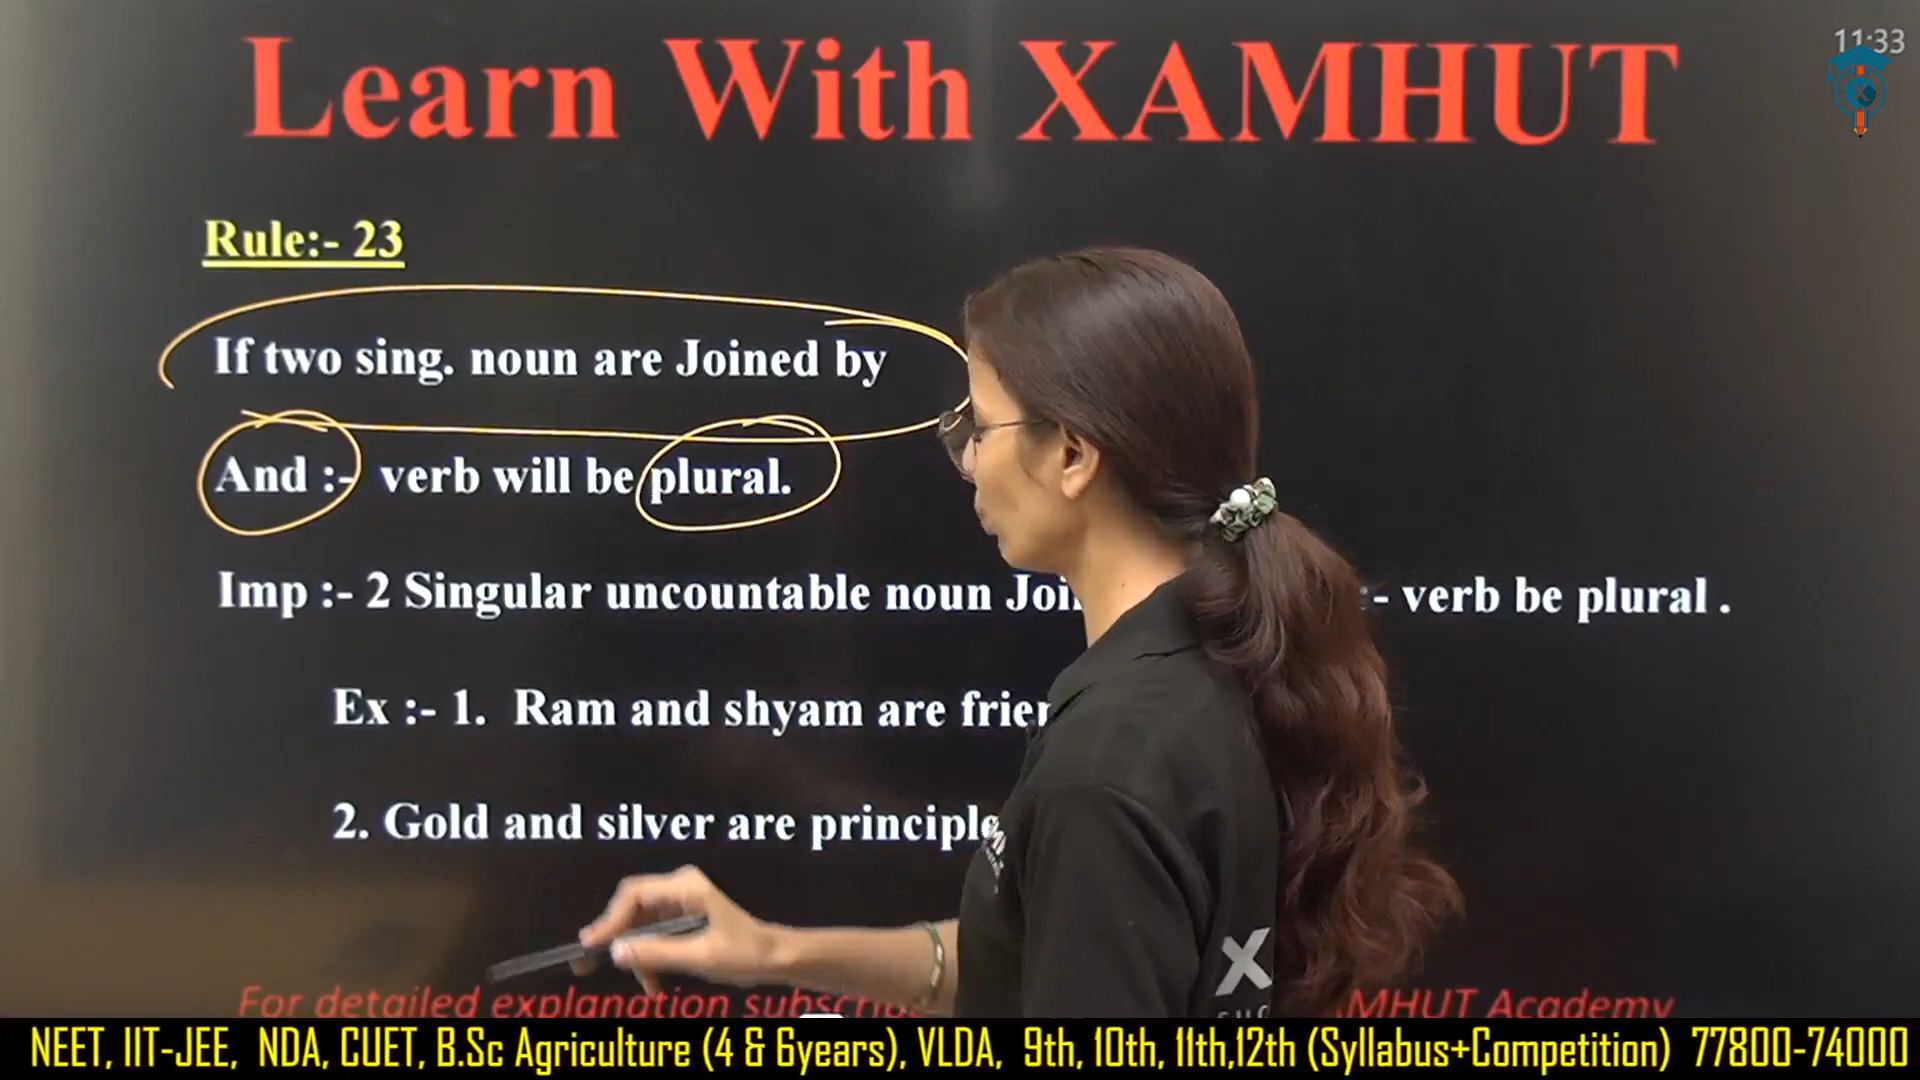 Learn With XAMHUT
11:33
Rule:- 23
If two sing. noun are Joined by
And :- verb will be plural.
Imp :- 2 Singular uncountable noun :- verb be plural .
Ex :- 1. Ram and shyam are
2. Gold and silver are principle
For detailed explanation Academy
X
NEET, IIT-JEE, NDA, CUET, B.Sc Agriculture (4 & 6years), VLDA, 9th, 10th, 11th,12th (Syllabus+Competition) 77800-74000